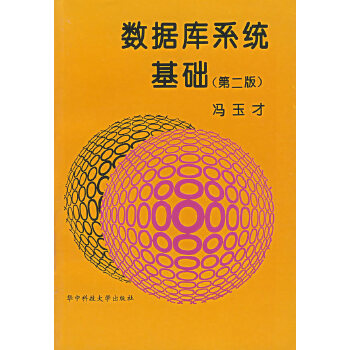 数据库系统
基础(第二版)
冯玉才
华中科技大学出版社